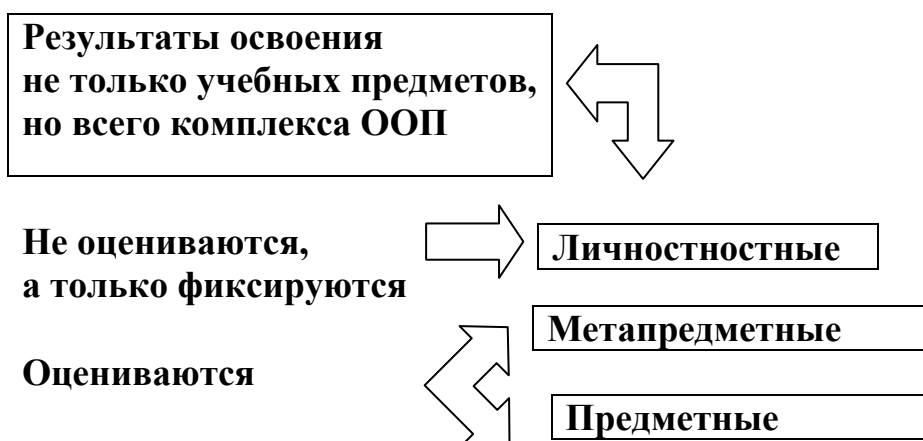 Результаты освоения
не только учебных предметов,
но всего комплекса ООП
Не оцениваются,
а только фиксируются
Личностностные
Метапредметные
Оцениваются
Предметные